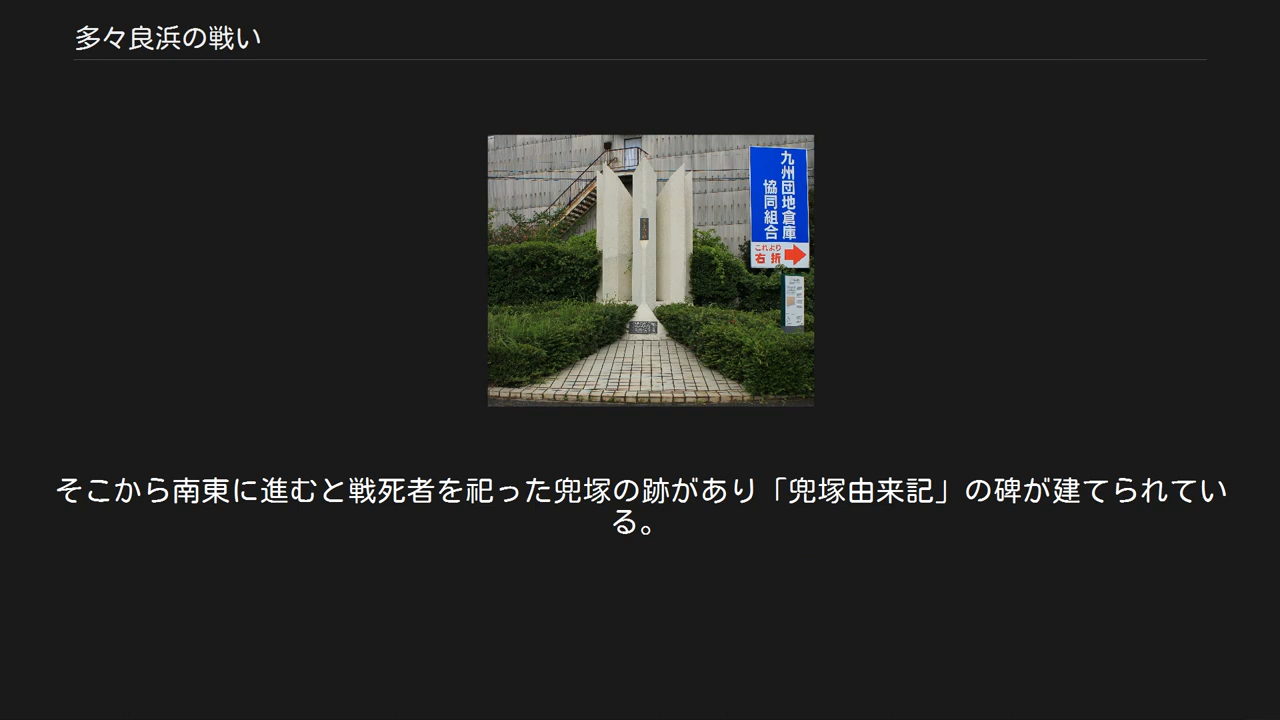 多々良浜の戦い
九州団地倉庫
協同組合
これより
右折
そこから南東に進むと戦死者を祀った兜塚の跡があり「兜塚由来記」の碑が建てられてい
る。